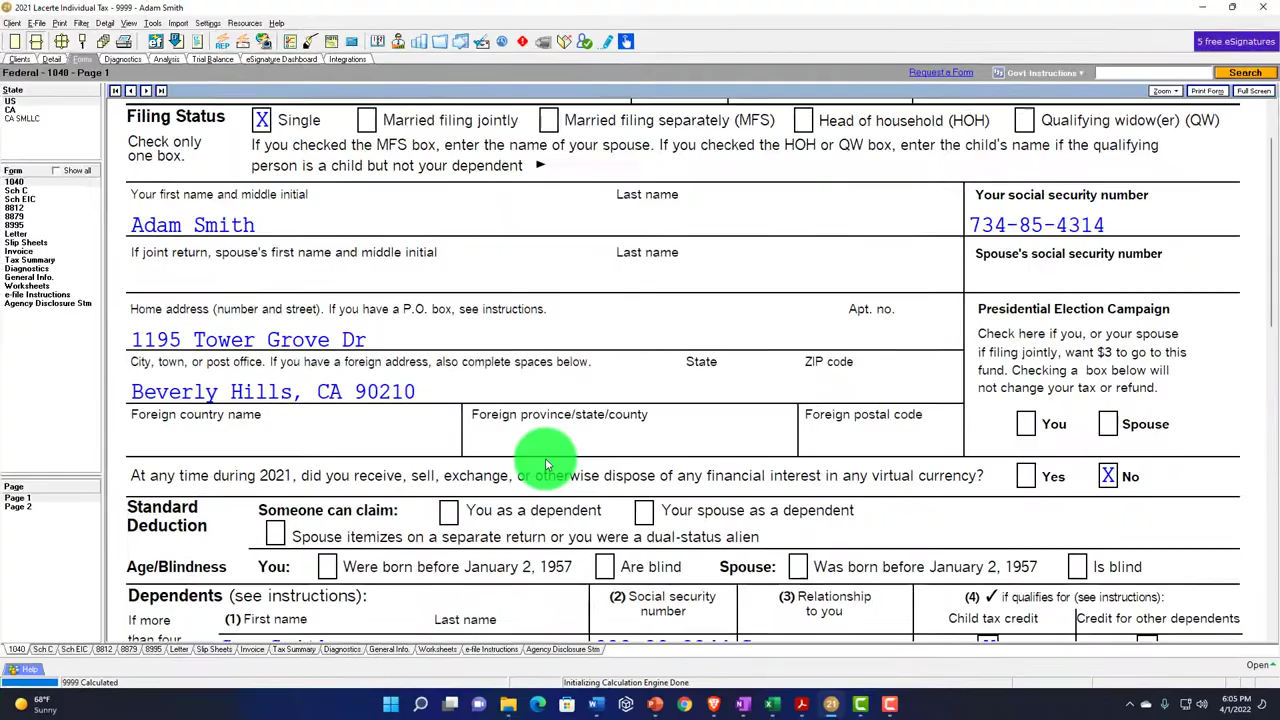 2021 Lacerte Individual Tax - 9999 - Adam Smith
Client E-File Print Filter Detail View Tools Import Settings Resources Help
5 free eSignatures
Clients Detail Forms Diagnostics Analysis Trial Balance eSignature Dashboard Integrations
Federal - 1040 - Page 1
Request a Form
Govt Instructions
Search
State
Zoom
Print Form
Full Screen
US
CA
CA SMLLC
Form
Show all
1040
Sch C
Sch EIC
8812
8879
8995
Letter
Slip Sheets
Invoice
Tax Summary
Diagnostics
General Info.
Worksheets
e-file Instructions
Agency Disclosure Stm
Page
Page 1
Page 2
Filing Status
Check only
one box.
X Single
Married filing jointly
Married filing separately (MFS)
Head of household (HOH)
Qualifying widow(er) (QW)
If you checked the MFS box, enter the name of your spouse. If you checked the HOH or QW box, enter the child's name if the qualifying
person is a child but not your dependent
Your first name and middle initial
Last name
Your social security number
Adam Smith
734-85-4314
If joint return, spouse's first name and middle initial
Last name
Spouse's social security number
Home address (number and street). If you have a P.O. box, see instructions.
Apt. no.
1195 Tower Grove Dr
City, town, or post office. If you have a foreign address, also complete spaces below.
State
ZIP code
Beverly Hills, CA 90210
Foreign country name
Foreign province/state/county
Foreign postal code
Presidential Election Campaign
Check here if you, or your spouse
if filing jointly, want $3 to go to this
fund. Checking a box below will
not change your tax or refund.
You
Spouse
At any time during 2021, did you receive, sell, exchange, or otherwise dispose of any financial interest in any virtual currency?
Yes
X No
Standard
Deduction
Someone can claim:
You as a dependent
Your spouse as a dependent
Spouse itemizes on a separate return or you were a dual-status alien
Age/Blindness
You:
Were born before January 2, 1957
Are blind
Spouse:
Was born before January 2, 1957
Is blind
Dependents (see instructions):
(2) Social security
number
(3) Relationship
to you
(4) ✓ if qualifies for (see instructions):
If more
than four
(1) First name
Last name
Child tax credit
Credit for other dependents
1040 Sch C Sch EIC 8812 8879 8995 Letter Slip Sheets Invoice Tax Summary Diagnostics General Info. Worksheets e-file Instructions Agency Disclosure Stm
Help
Open
9999 Calculated
Initializing Calculation Engine Done.
68°F
Sunny
6:05 PM
4/1/2022